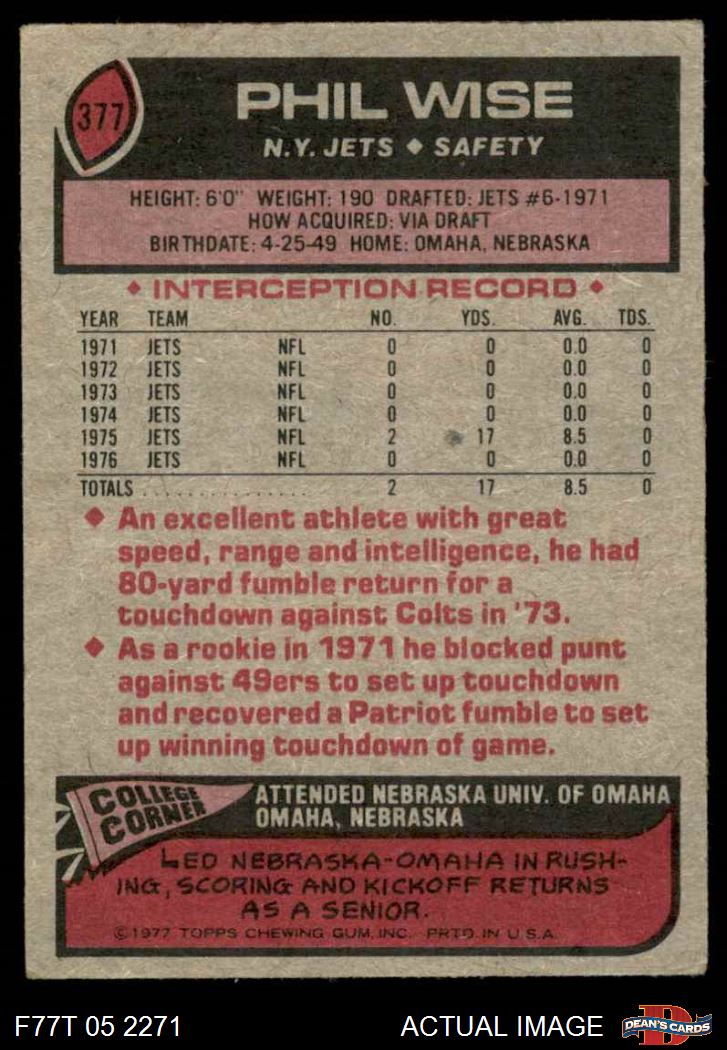 377
PHIL WISE
N.Y. JETS ◆ SAFETY
HEIGHT: 6'0" WEIGHT: 190 DRAFTED: JETS #6-1971
HOW ACQUIRED: VIA DRAFT
BIRTHDATE: 4-25-49 HOME: OMAHA, NEBRASKA
◆ INTERCEPTION RECORD ◆
YEAR TEAM NO. YDS. AVG. TDS.
1971 JETS NFL 0 0 0.0 0
1972 JETS NFL 0 0 0.0 0
1973 JETS NFL 0 0 0.0 0
1974 JETS NFL 0 0 0.0 0
1975 JETS NFL 2 17 8.5 0
1976 JETS NFL 0 0 0.0 0
TOTALS ................ 2 17 8.5 0
◆ An excellent athlete with great
speed, range and intelligence, he had
80-yard fumble return for a
touchdown against Colts in '73.
◆ As a rookie in 1971 he blocked punt
against 49ers to set up touchdown
and recovered a Patriot fumble to set
up winning touchdown of game.
COLLEGE
CORNER
ATTENDED NEBRASKA UNIV. OF OMAHA
OMAHA, NEBRASKA
LED NEBRASKA-OMAHA IN RUSH-
ING, SCORING AND KICKOFF RETURNS
AS A SENIOR.
©1977 TOPPS CHEWING GUM, INC. PRTD. IN U.S.A.
F77T 05 2271 ACTUAL IMAGE
D
DEAN'S CARDS